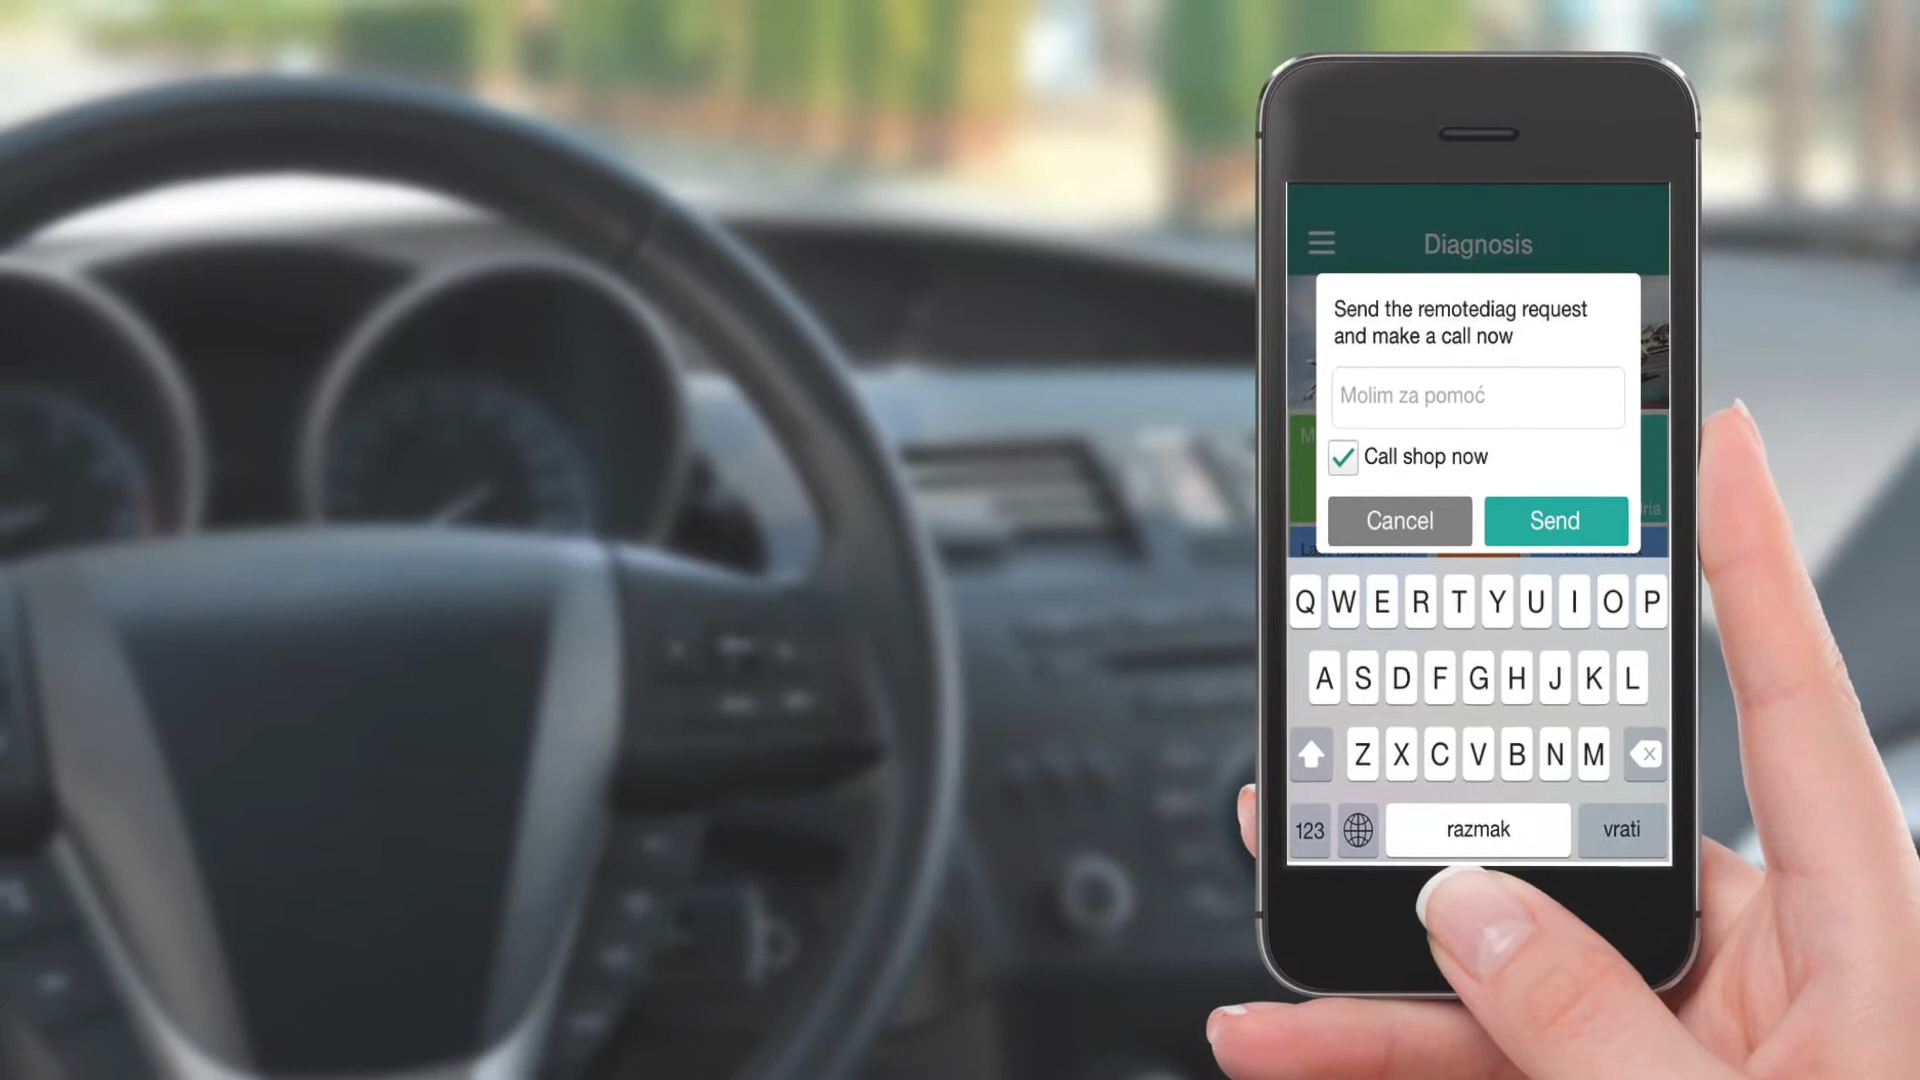 Diagnosis
Send the remotediag request
and make a call now
Molim za pomoć
Call shop now
Cancel
Send
Q W E R T Y U I O P
A S D F G H J K L
Z X C V B N M
123
razmak
vrati